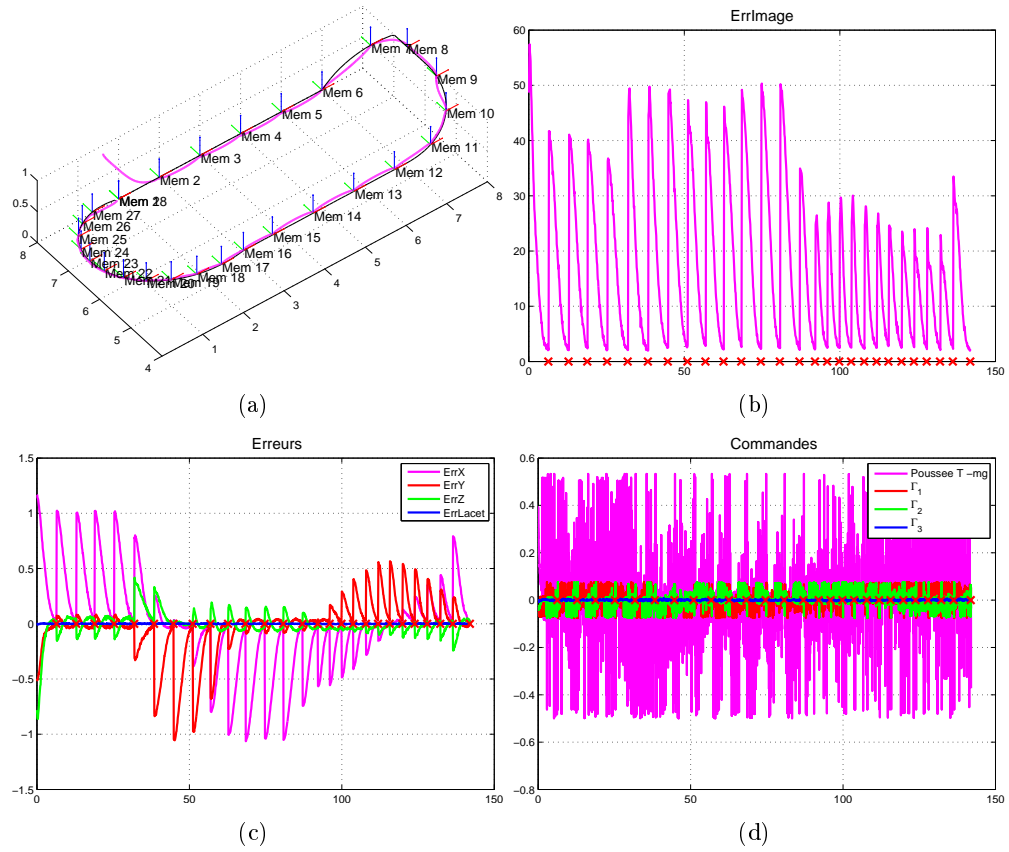 Mem 7
Mem 8
Mem 9
Mem 6
Mem 10
Mem 5
Mem 4
Mem 11
Mem 3
Mem 12
Mem 2
Mem 13
Mem 28
Mem 14
Mem 27
Mem 15
Mem 26
Mem 16
Mem 25
Mem 17
Mem 24
Mem 18
Mem 23
Mem 19
Mem 22
Mem 20
1
0.5
0
8
7
6
5
4
1
2
3
4
5
6
7
8
(a)
ErrImage
60
50
40
30
20
10
0
0
50
100
150
(b)
Erreurs
1.5
1
0.5
0
−0.5
−1
−1.5
0
50
100
150
ErrX
ErrY
ErrZ
ErrLacet
(c)
Commandes
0.6
0.4
0.2
0
−0.2
−0.4
−0.6
−0.8
0
50
100
150
Poussee T −mg
Γ1
Γ2
Γ3
(d)